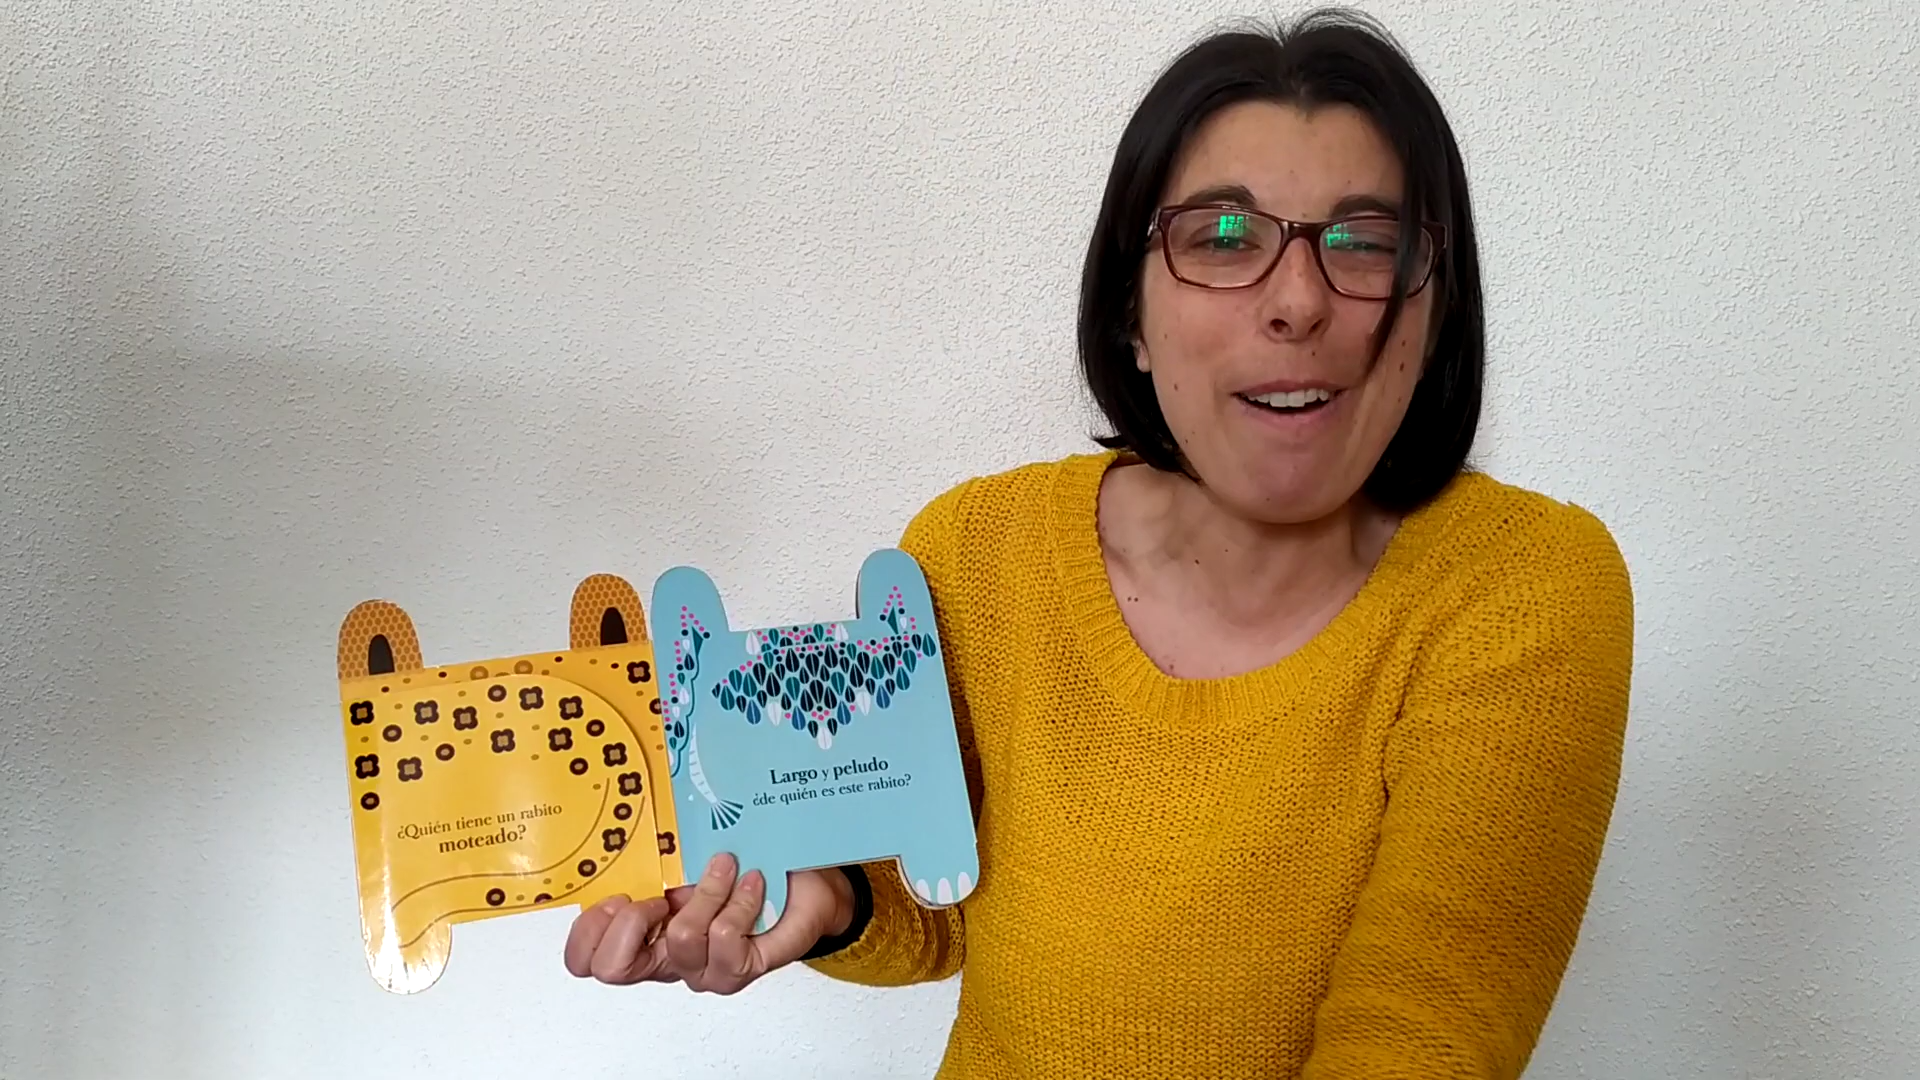 ¿Quién tiene un rabito
moteado?
Largo y peludo
¿de quién es este rabito?